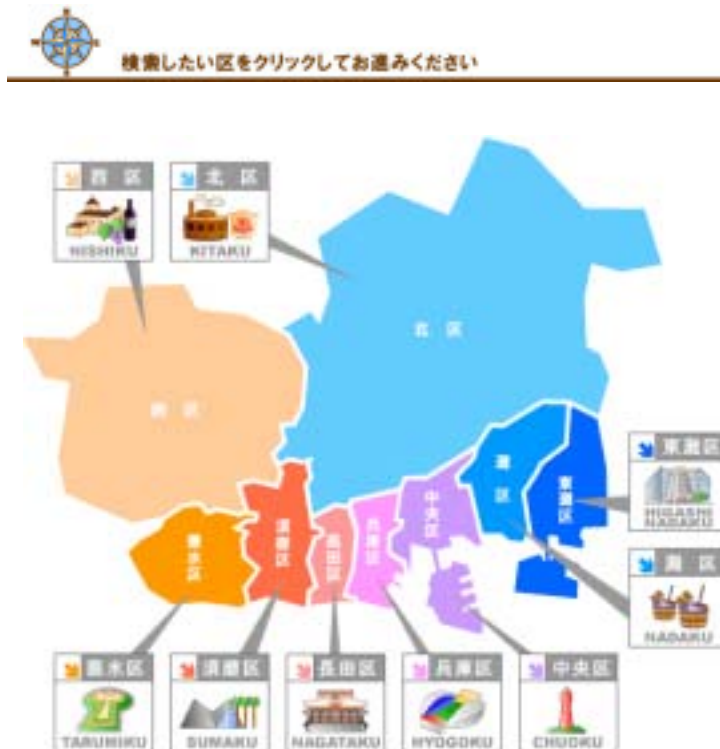 検索したい区をクリックしてお進みください
西 区
NISHIKU
北 区
KITAKU
北 区
西 区
灘 区
東灘区
中央区
兵庫区
長田区
須磨区
垂水区
東灘区
HIGASHI
NADAKU
灘 区
NADAKU
垂水区
TARUMIKU
須磨区
SUMAKU
長田区
NAGATAKU
兵庫区
HYOGOKU
中央区
CHUOKU